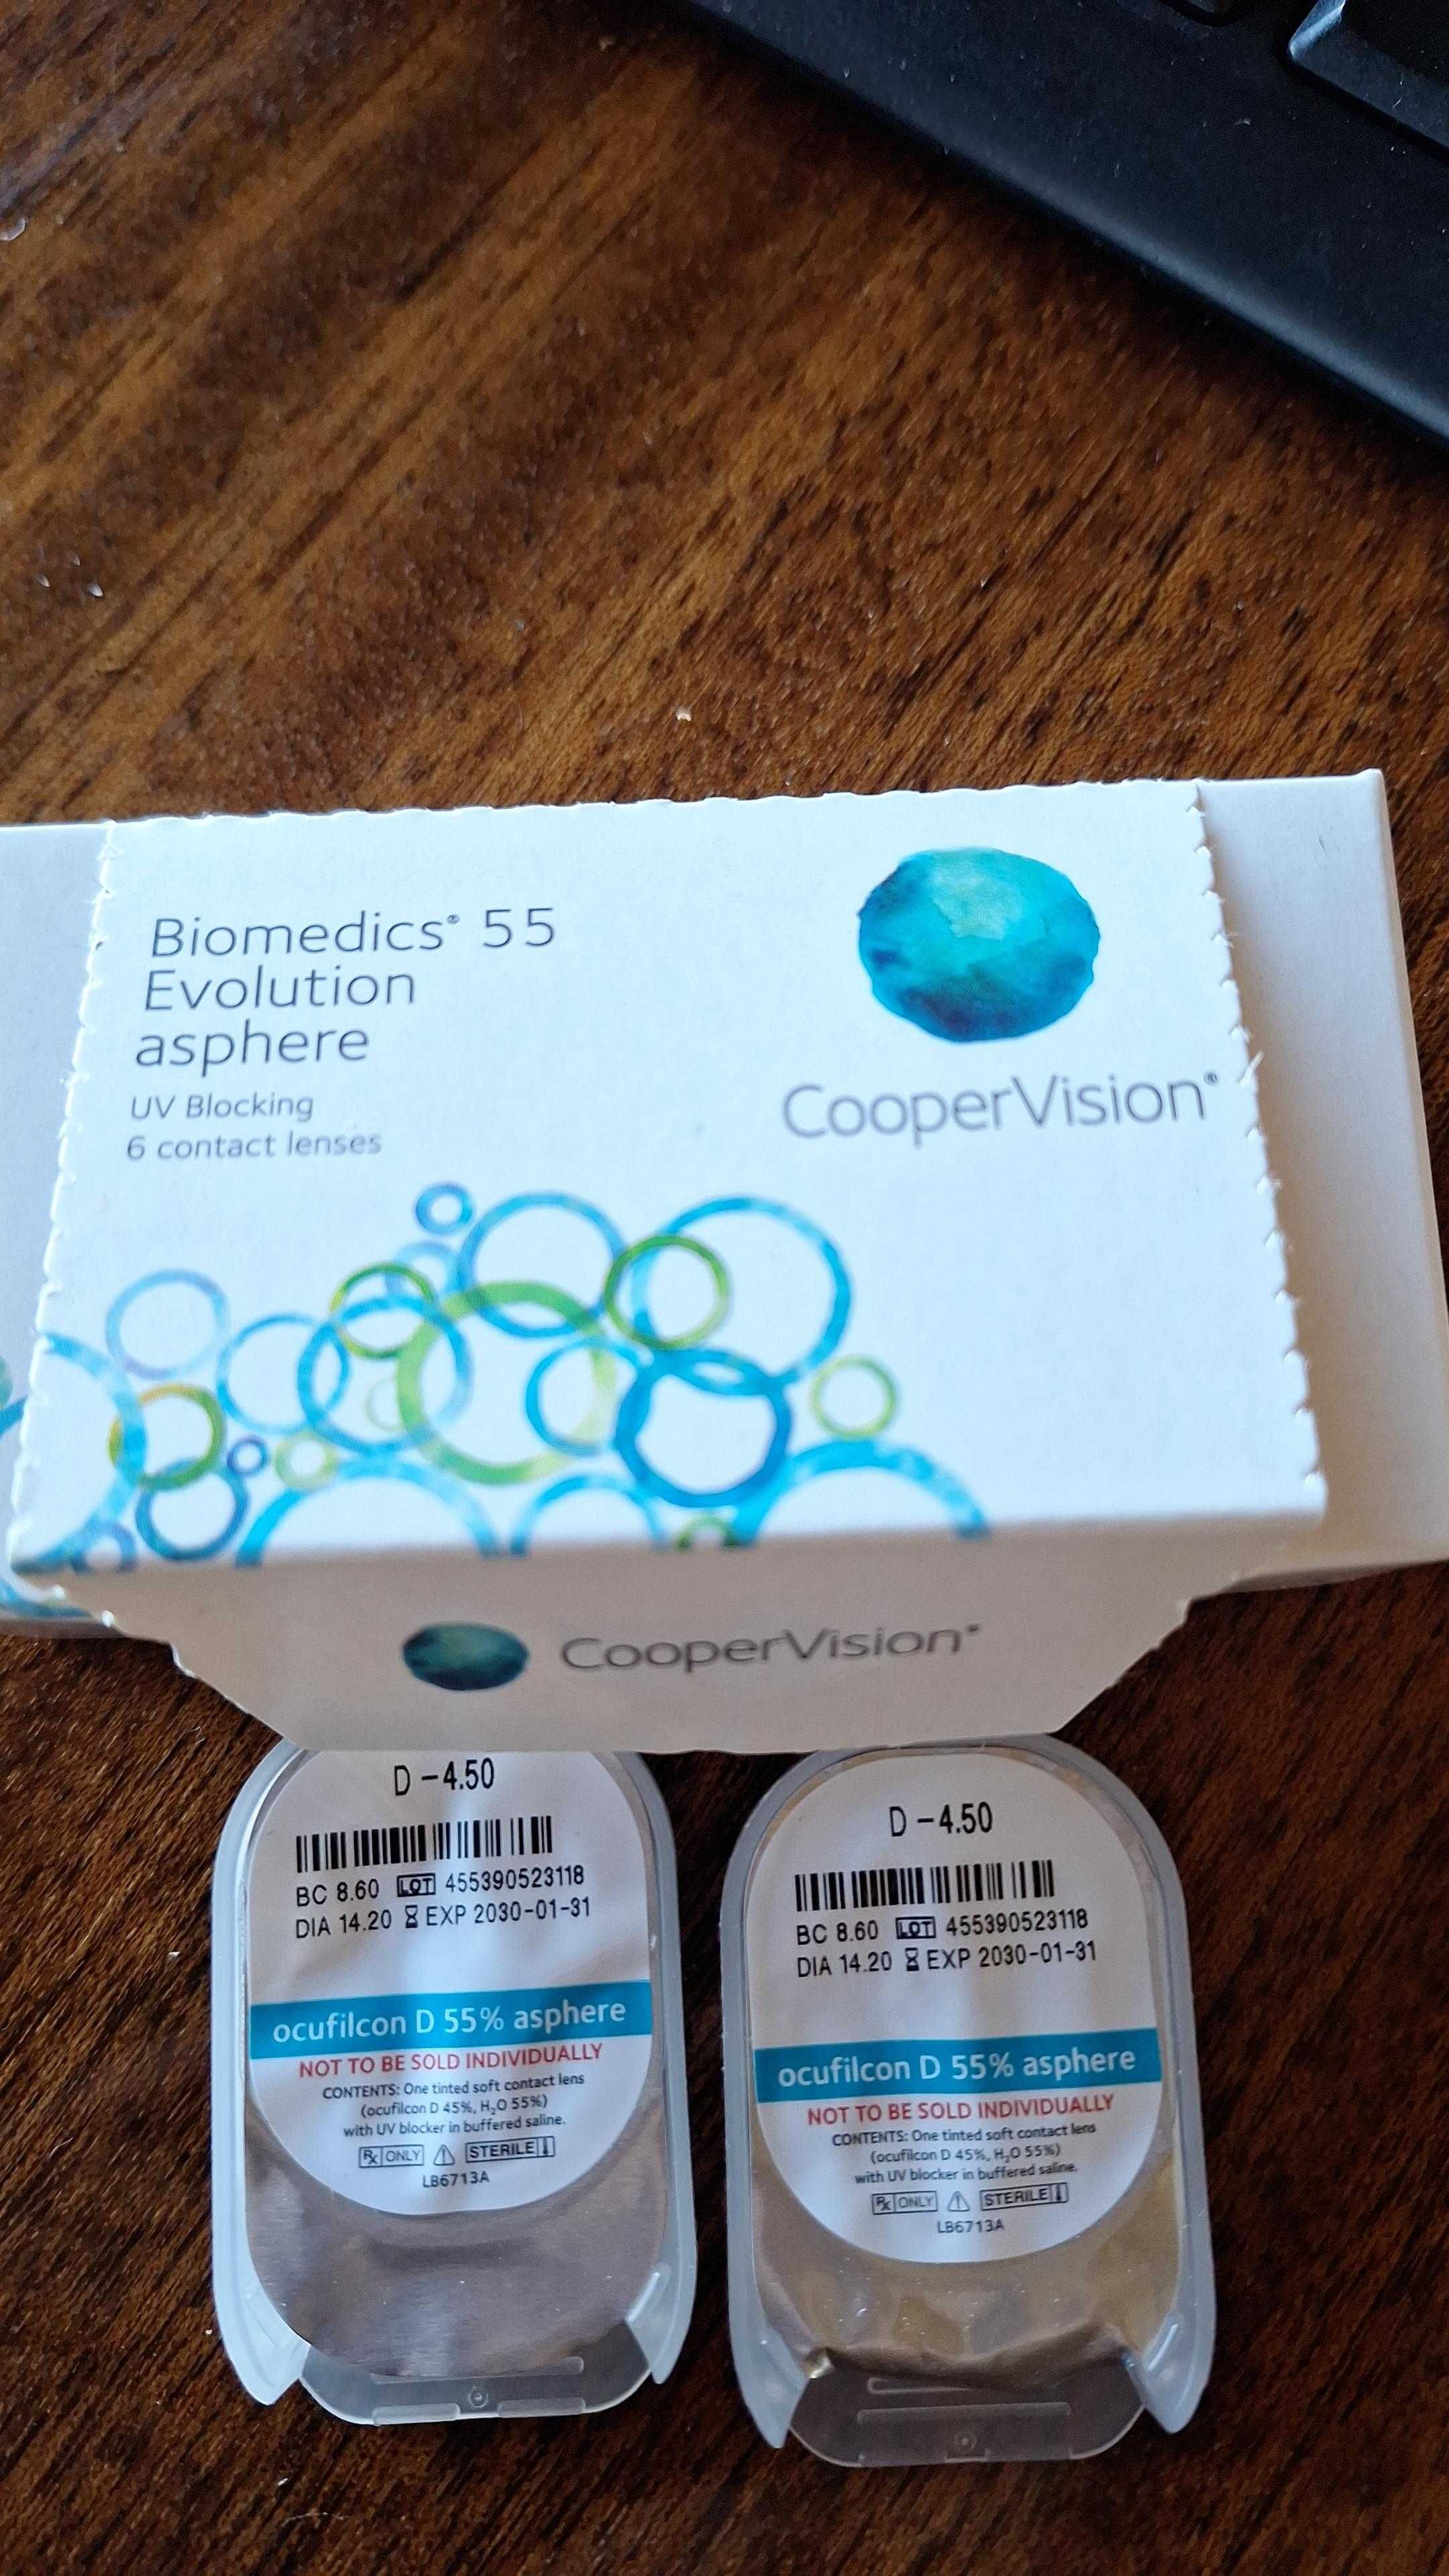 Biomedics® 55
Evolution
asphere
UV Blocking
6 contact lenses
CooperVision®
CooperVision®
D -4.50
BC 8.60 LOT 455390523118
DIA 14.20 EXP 2030-01-31
ocufilcon D 55% asphere
NOT TO BE SOLD INDIVIDUALLY
CONTENTS: One tinted soft contact lens
(ocufilcon D 45%, H₂O 55%)
with UV blocker in buffered saline.
Rx ONLY STERILE
LB6713A
D -4.50
BC 8.60 LOT 455390523118
DIA 14.20 EXP 2030-01-31
ocufilcon D 55% asphere
NOT TO BE SOLD INDIVIDUALLY
CONTENTS: One tinted soft contact lens
(ocufilcon D 45%, H₂O 55%)
with UV blocker in buffered saline.
Rx ONLY STERILE
LB6713A